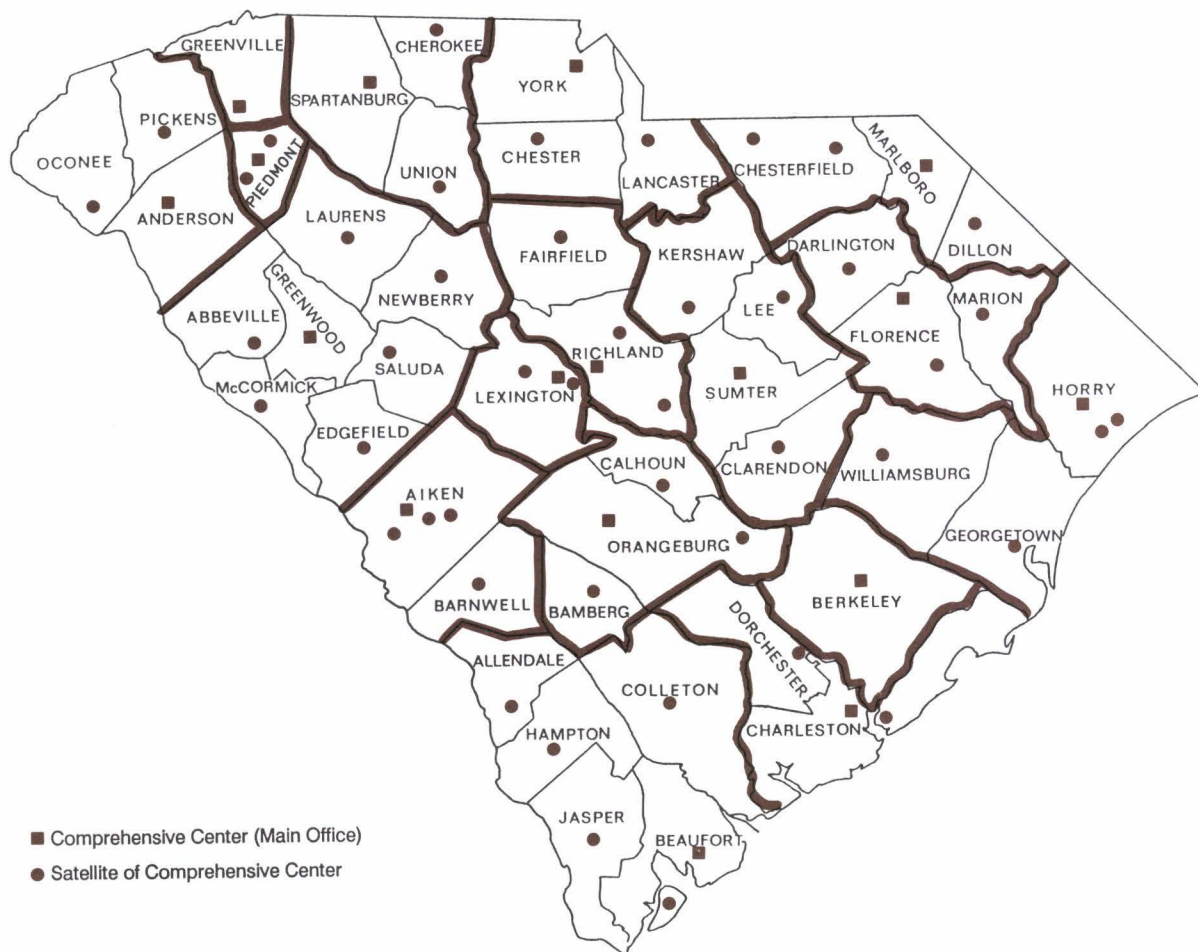 GREENVILLE
CHEROKEE
SPARTANBURG
YORK
PICKENS
OCONEE
PIEDMONT
UNION
CHESTER
LANCASTER
CHESTERFIELD
MARLBORO
ANDERSON
LAURENS
FAIRFIELD
KERSHAW
DARLINGTON
DILLON
GREENWOOD
NEWBERRY
LEE
MARION
ABBEVILLE
FLORENCE
SALUDA
RICHLAND
McCORMICK
LEXINGTON
SUMTER
HORRY
EDGEFIELD
CALHOUN
CLARENDON
WILLIAMSBURG
AIKEN
ORANGEBURG
GEORGETOWN
BARNWELL
BAMBERG
BERKELEY
DORCHESTER
ALLENDALE
COLLETON
HAMPTON
CHARLESTON
JASPER
BEAUFORT
Comprehensive Center (Main Office)
Satellite of Comprehensive Center